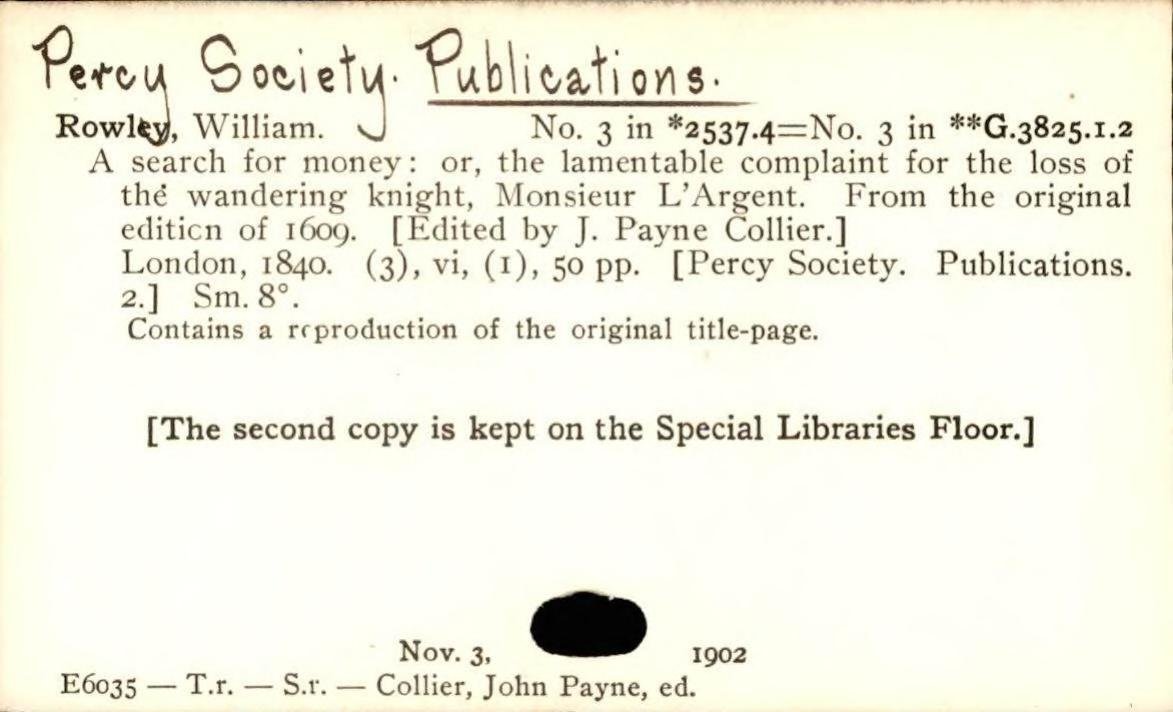 Percy Society. Publications.
Rowley, William. No. 3 in *2537.4=No. 3 in **G.3825.1.2
A search for money: or, the lamentable complaint for the loss of
the wandering knight, Monsieur L'Argent. From the original
edition of 1609. [Edited by J. Payne Collier.]
London, 1840. (3), vi, (1), 50 pp. [Percy Society. Publications.
2.] Sm. 8°.
Contains a reproduction of the original title-page.
[The second copy is kept on the Special Libraries Floor.]
Nov. 3, 1902
E6035 — T.r. — S.r. — Collier, John Payne, ed.